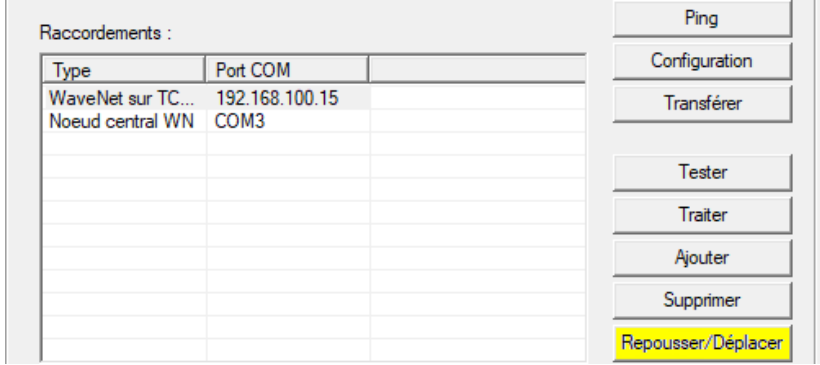 Ping
Raccordements :
Configuration
Type Port COM
WaveNet sur TC... 192.168.100.15
Transférer
Noeud central WN COM3
Tester
Traiter
Ajouter
Supprimer
Repousser/Déplacer